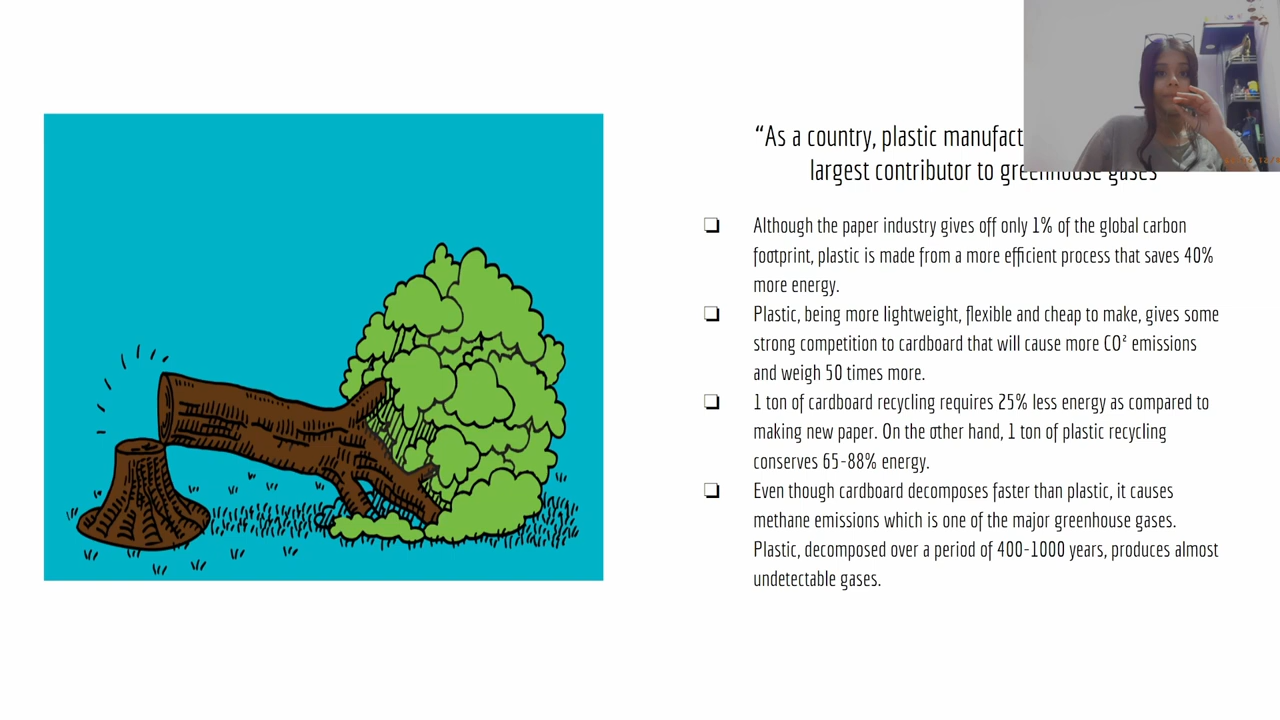 “As a country, plastic manufact
largest contributor to greenhouse gases
Although the paper industry gives off only 1% of the global carbon
footprint, plastic is made from a more efficient process that saves 40%
more energy.
Plastic, being more lightweight, flexible and cheap to make, gives some
strong competition to cardboard that will cause more CO² emissions
and weigh 50 times more.
1 ton of cardboard recycling requires 25% less energy as compared to
making new paper. On the other hand, 1 ton of plastic recycling
conserves 65-88% energy.
Even though cardboard decomposes faster than plastic, it causes
methane emissions which is one of the major greenhouse gases.
Plastic, decomposed over a period of 400-1000 years, produces almost
undetectable gases.